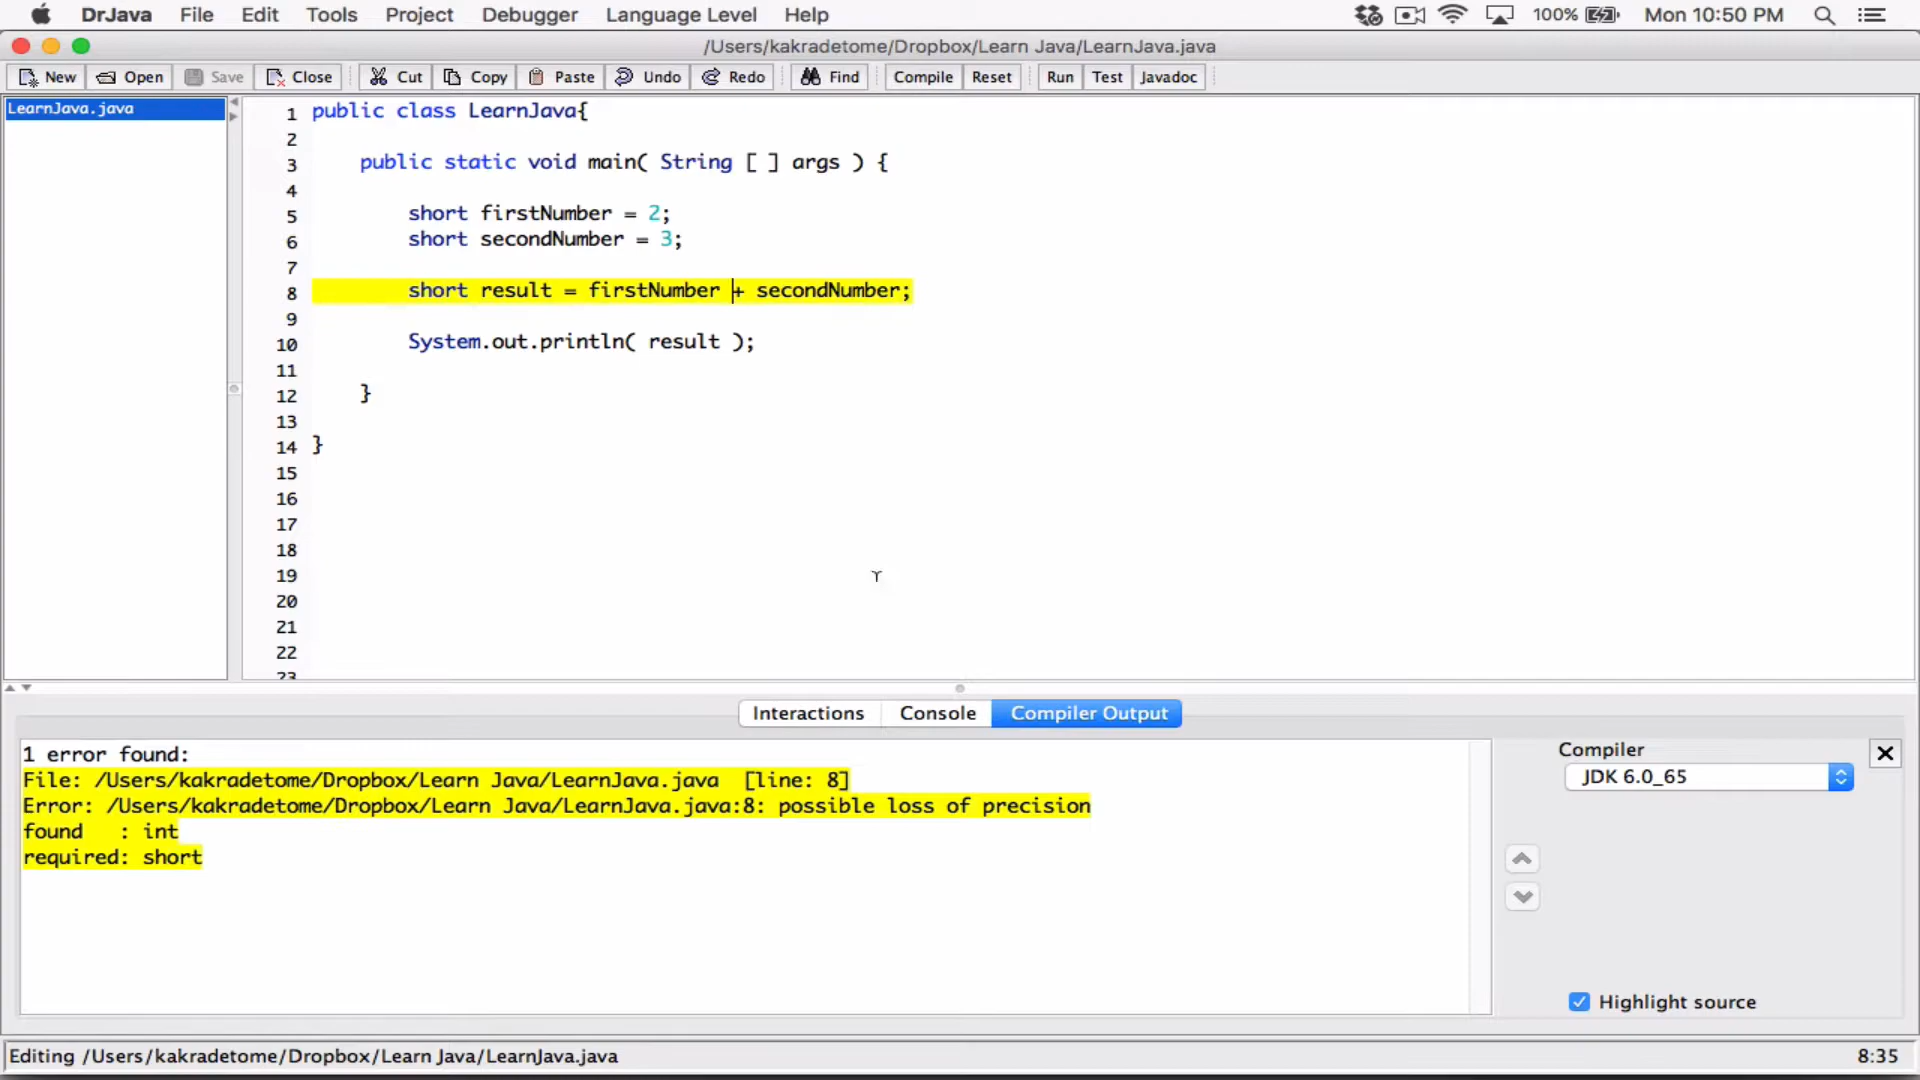 DrJava File Edit Tools Project Debugger Language Level Help 100% Mon 10:50 PM
/Users/kakradetome/Dropbox/Learn Java/LearnJava.java
New Open Save Close Cut Copy Paste Undo Redo Find Compile Reset Run Test Javadoc
LearnJava.java
1 public class LearnJava{
2
3 public static void main( String [ ] args ) {
4
5 short firstNumber = 2;
6 short secondNumber = 3;
7
8 short result = firstNumber + secondNumber;
9
10 System.out.println( result );
11
12 }
13
14 }
15
16
17
18
19
20
21
22
23
Interactions Console Compiler Output
1 error found:
File: /Users/kakradetome/Dropbox/Learn Java/LearnJava.java [line: 8]
Error: /Users/kakradetome/Dropbox/Learn Java/LearnJava.java:8: possible loss of precision
found : int
required: short
Compiler
JDK 6.0_65
Highlight source
Editing /Users/kakradetome/Dropbox/Learn Java/LearnJava.java 8:35